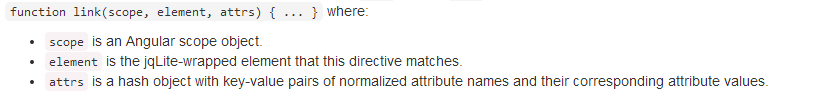 function link(scope, element, attrs) { ... } where:
• scope is an Angular scope object.
• element is the jqLite-wrapped element that this directive matches.
• attrs is a hash object with key-value pairs of normalized attribute names and their corresponding attribute values.